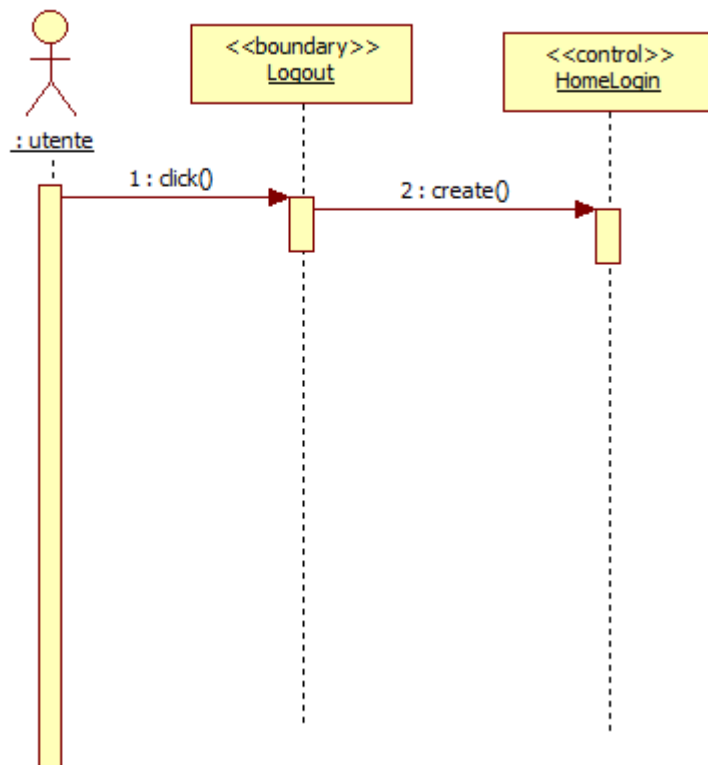 <<boundary>>
Logout
<<control>>
HomeLogin
: utente
1 : click()
2 : create()